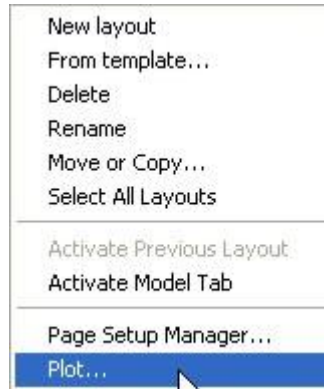 New layout
From template...
Delete
Rename
Move or Copy...
Select All Layouts
Activate Previous Layout
Activate Model Tab
Page Setup Manager...
Plot...